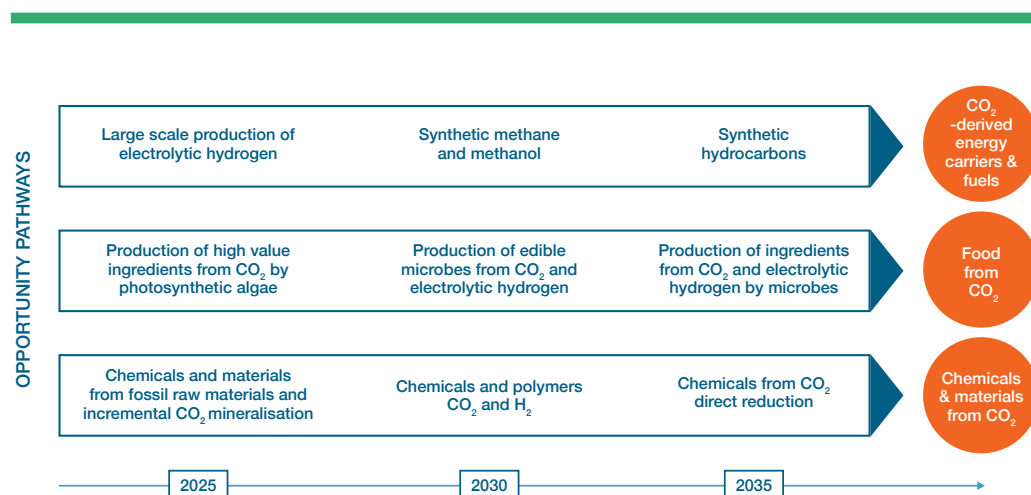 OPPORTUNITY PATHWAYS
Large scale production of
electrolytic hydrogen
Synthetic methane
and methanol
Synthetic
hydrocarbons
CO₂
-derived
energy
carriers &
fuels
Production of high value
ingredients from CO₂ by
photosynthetic algae
Production of edible
microbes from CO₂ and
electrolytic hydrogen
Production of ingredients
from CO₂ and electrolytic
hydrogen by microbes
Food
from
CO₂
Chemicals and materials
from fossil raw materials and
incremental CO₂ mineralisation
Chemicals and polymers
CO₂ and H₂
Chemicals from CO₂
direct reduction
Chemicals
& materials
from CO₂
2025
2030
2035